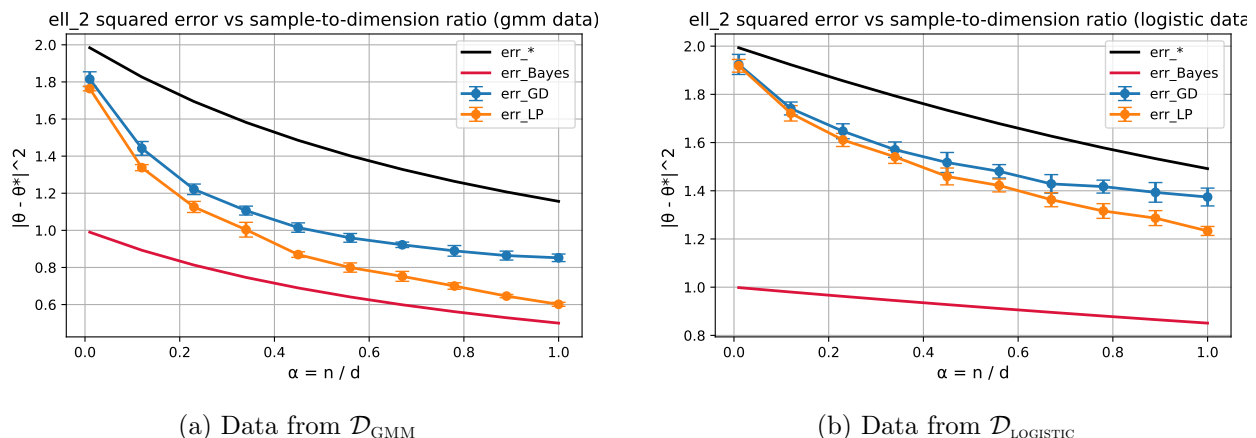 ell_2 squared error vs sample-to-dimension ratio (gmm data)
2.0
1.8
1.6
1.4
1.2
1.0
0.8
0.6
|θ - θ*|^2
err_*
err_Bayes
err_GD
err_LP
0.0 0.2 0.4 0.6 0.8 1.0
α = n / d
(a) Data from 𝒟GMM
ell_2 squared error vs sample-to-dimension ratio (logistic data
2.0
1.8
1.6
1.4
1.2
1.0
0.8
|θ - θ*|^2
err_*
err_Bayes
err_GD
err_LP
0.0 0.2 0.4 0.6 0.8 1.0
α = n / d
(b) Data from 𝒟LOGISTIC